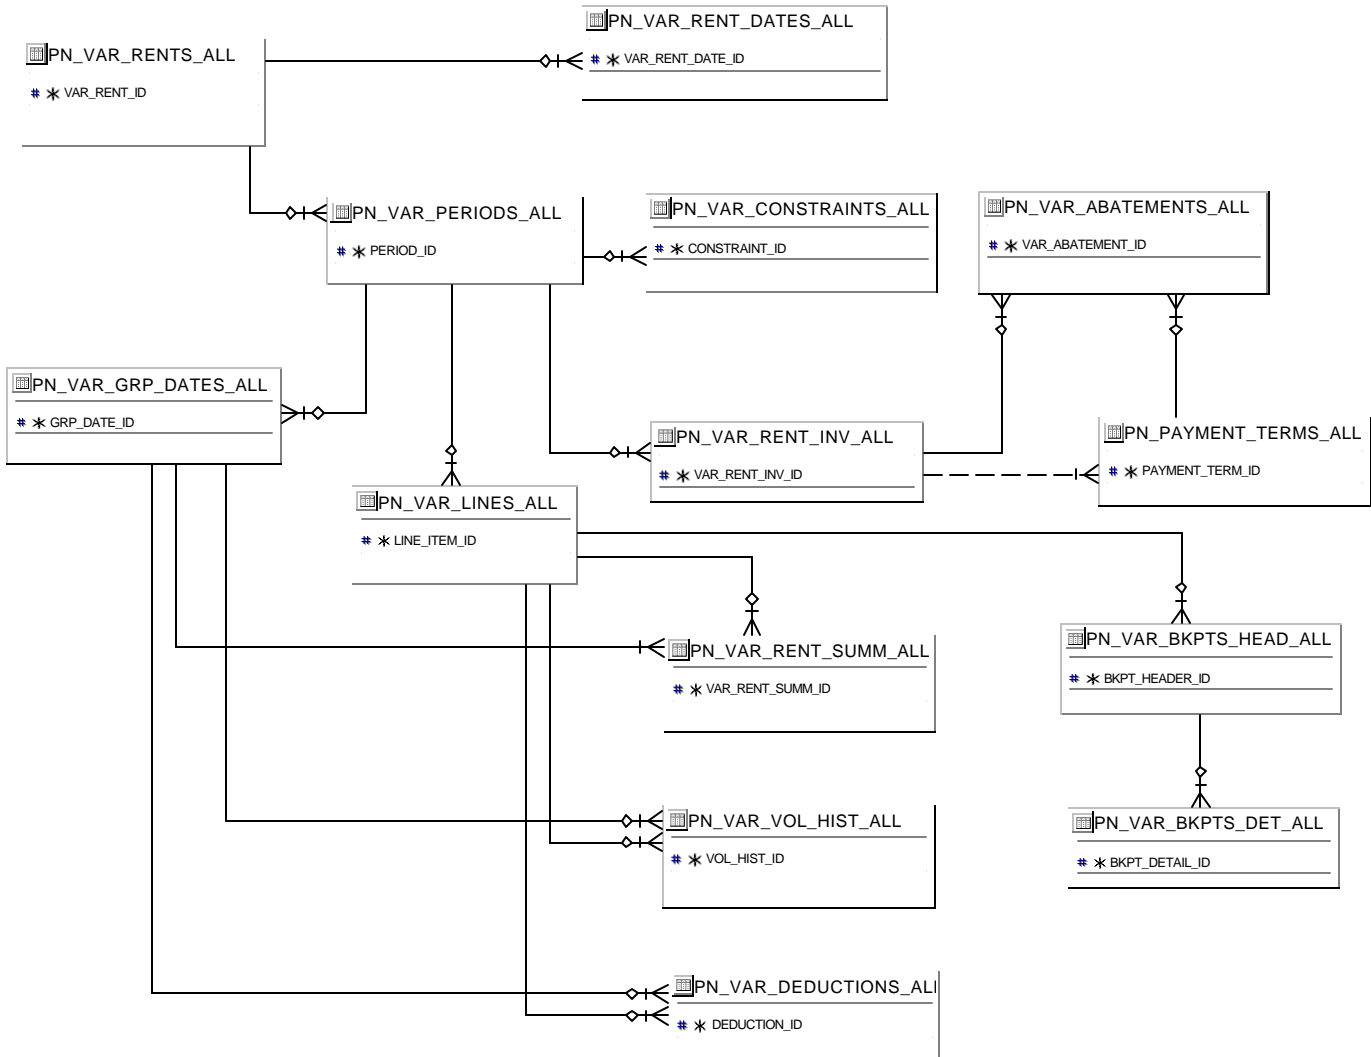 PN_VAR_RENT_DATES_ALL
# * VAR_RENT_DATE_ID
PN_VAR_RENTS_ALL
# * VAR_RENT_ID
PN_VAR_PERIODS_ALL
# * PERIOD_ID
PN_VAR_CONSTRAINTS_ALL
# * CONSTRAINT_ID
PN_VAR_ABATEMENTS_ALL
# * VAR_ABATEMENT_ID
PN_VAR_GRP_DATES_ALL
# * GRP_DATE_ID
PN_VAR_RENT_INV_ALL
# * VAR_RENT_INV_ID
PN_PAYMENT_TERMS_ALL
# * PAYMENT_TERM_ID
PN_VAR_LINES_ALL
# * LINE_ITEM_ID
PN_VAR_RENT_SUMM_ALL
# * VAR_RENT_SUMM_ID
PN_VAR_BKPTS_HEAD_ALL
# * BKPT_HEADER_ID
PN_VAR_VOL_HIST_ALL
# * VOL_HIST_ID
PN_VAR_BKPTS_DET_ALL
# * BKPT_DETAIL_ID
PN_VAR_DEDUCTIONS_ALL
# * DEDUCTION_ID